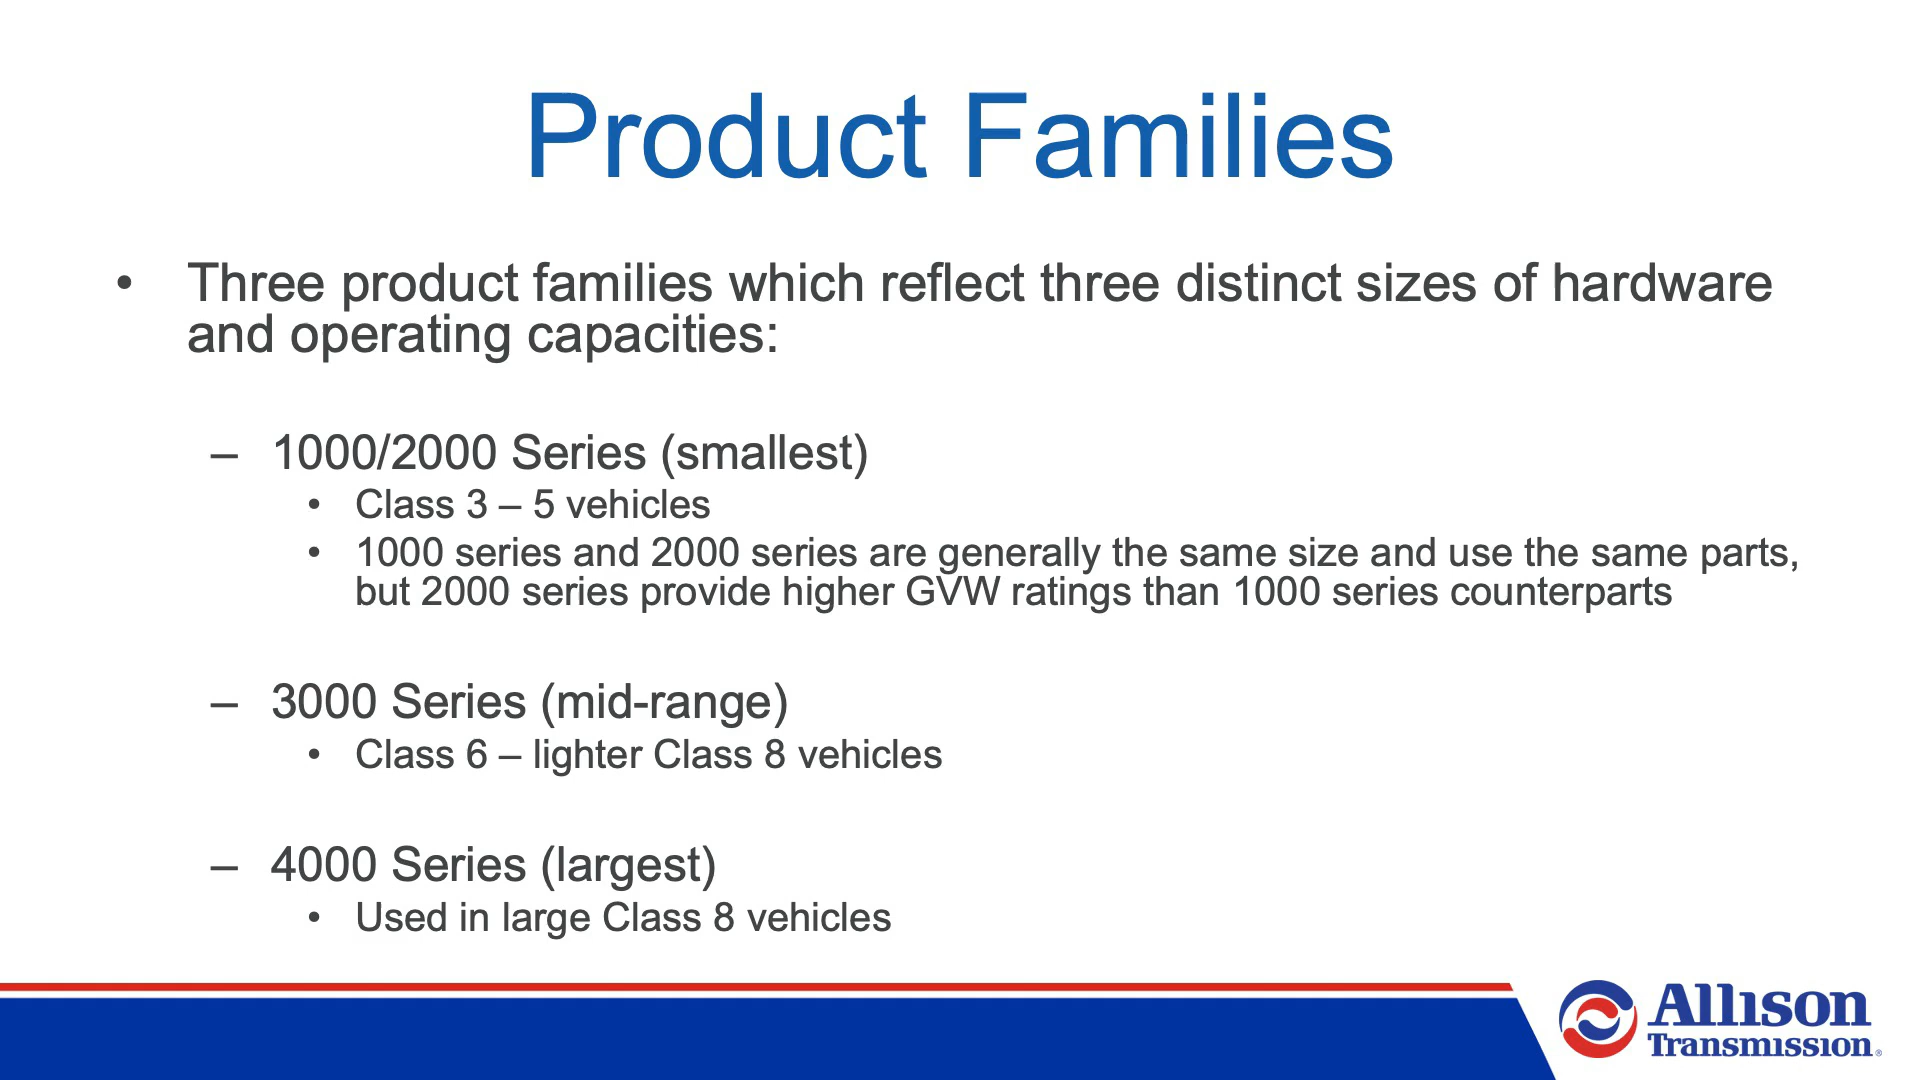 Product Families
• Three product families which reflect three distinct sizes of hardware
and operating capacities:
– 1000/2000 Series (smallest)
• Class 3 – 5 vehicles
• 1000 series and 2000 series are generally the same size and use the same parts,
but 2000 series provide higher GVW ratings than 1000 series counterparts
– 3000 Series (mid-range)
• Class 6 – lighter Class 8 vehicles
– 4000 Series (largest)
• Used in large Class 8 vehicles
Allison
Transmission®